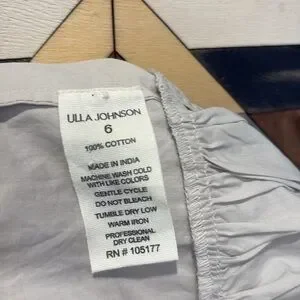 ULLA JOHNSON
6
100% COTTON
MADE IN INDIA
MACHINE WASH COLD
WITH LIKE COLORS
GENTLE CYCLE
DO NOT BLEACH
TUMBLE DRY LOW
WARM IRON
PROFESSIONAL
DRY CLEAN
RN # 105177